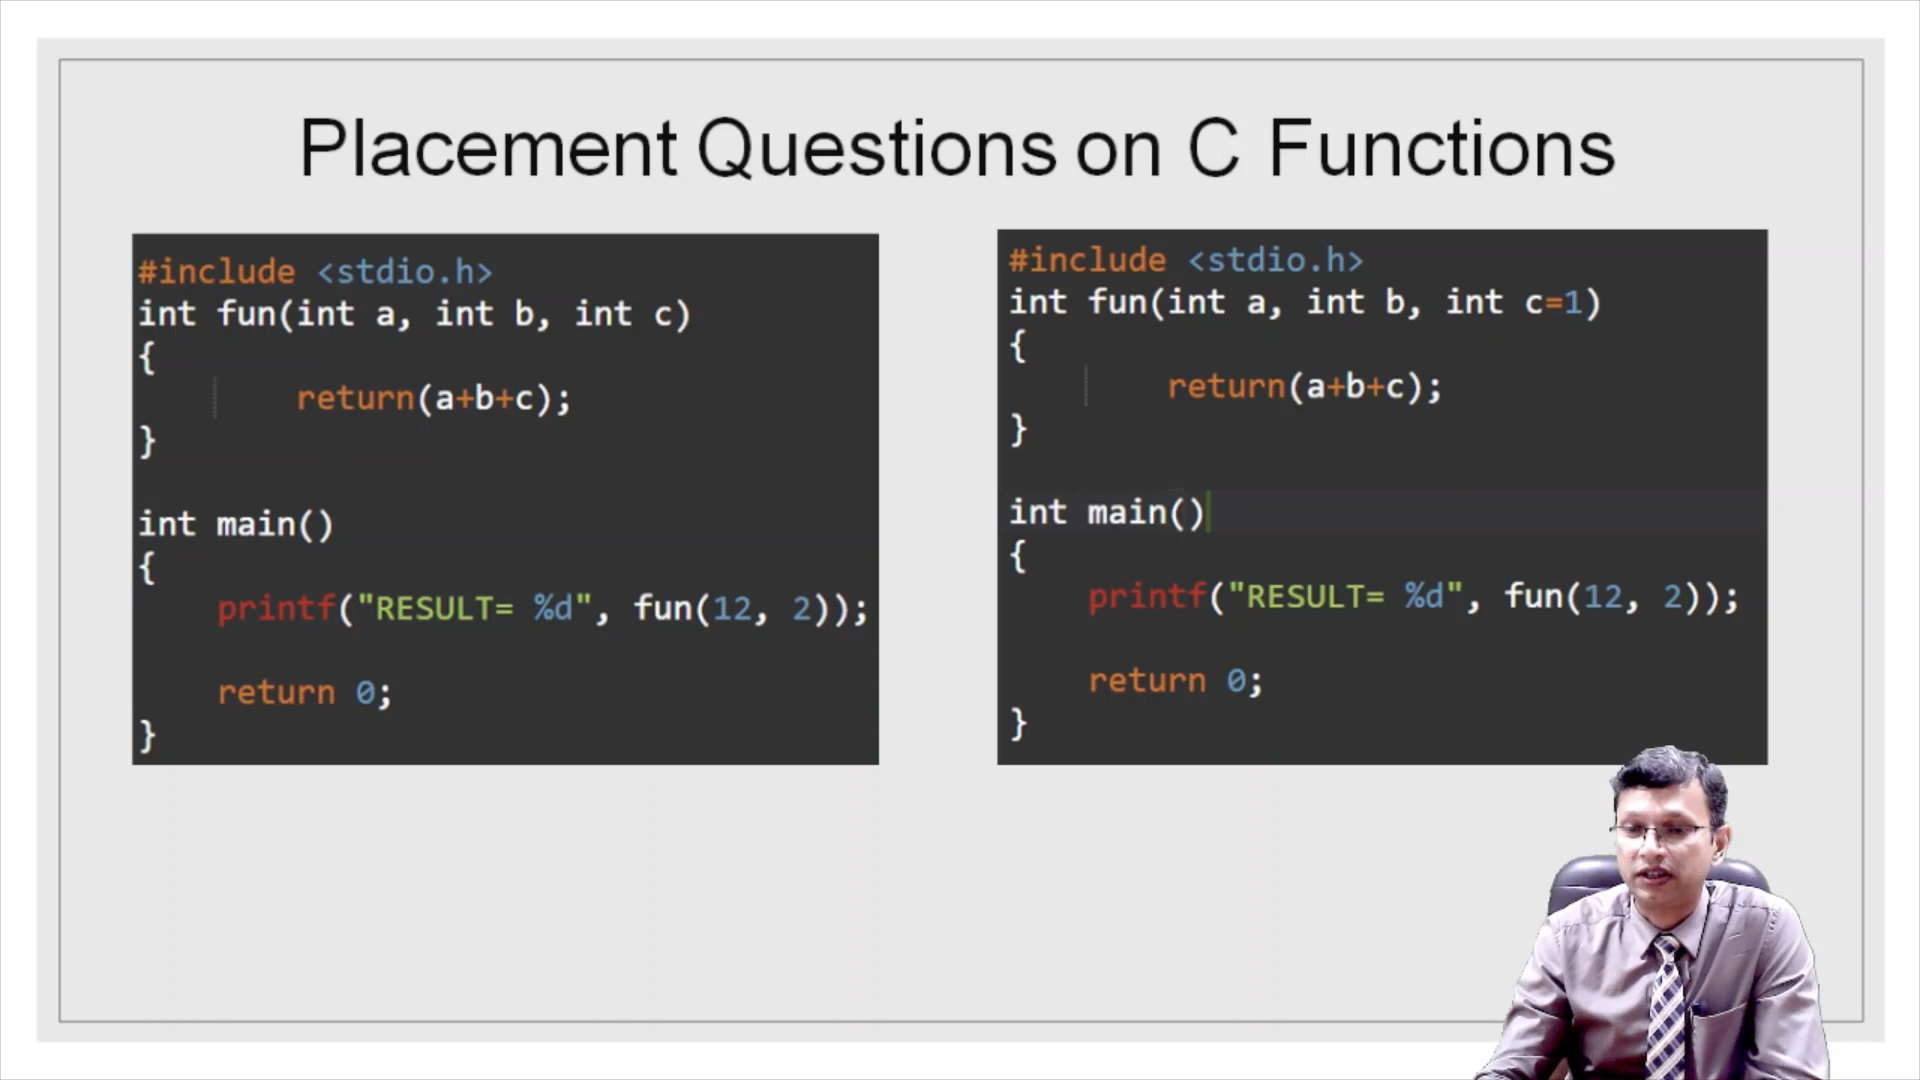 Placement Questions on C Functions
#include <stdio.h>
int fun(int a, int b, int c)
{
return(a+b+c);
}
int main()
{
printf("RESULT= %d", fun(12, 2));
return 0;
}
#include <stdio.h>
int fun(int a, int b, int c=1)
{
return(a+b+c);
}
int main()
{
printf("RESULT= %d", fun(12, 2));
return 0;
}